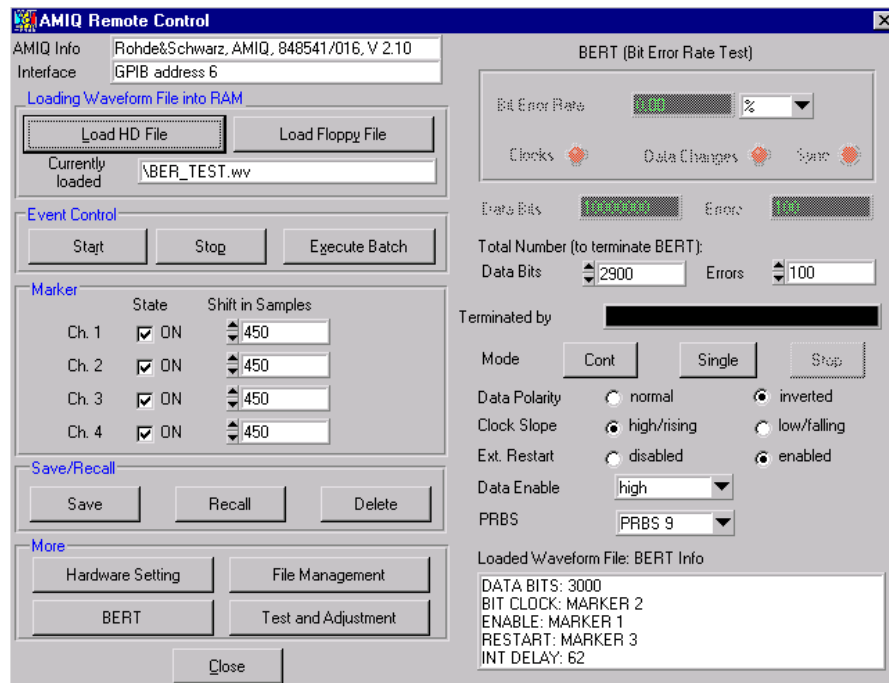 AMIQ Remote Control
AMIQ Info Rohde&Schwarz, AMIQ, 848541/016, V 2.10
Interface GPIB address 6
Loading Waveform File into RAM
Load HD File Load Floppy File
Currently loaded \BER_TEST.wv
Event Control
Start Stop Execute Batch
Marker
State Shift in Samples
Ch. 1 ON 450
Ch. 2 ON 450
Ch. 3 ON 450
Ch. 4 ON 450
Save/Recall
Save Recall Delete
More
Hardware Setting File Management
BERT Test and Adjustment
Close
BERT (Bit Error Rate Test)
Bit Error Rate 0.00 %
Clocks Data Changes Sync
Data Bits 10000000 Errors 100
Total Number (to terminate BERT):
Data Bits 2900 Errors 100
Terminated by
Mode Cont Single Stop
Data Polarity normal inverted
Clock Slope high/rising low/falling
Ext. Restart disabled enabled
Data Enable high
PRBS PRBS 9
Loaded Waveform File: BERT Info
DATA BITS: 3000
BIT CLOCK: MARKER 2
ENABLE: MARKER 1
RESTART: MARKER 3
INT DELAY: 62